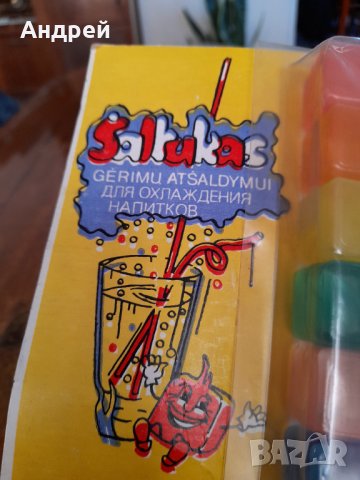 Андрей
Šaltukas
GĖRIMŲ ATŠALDYMUI
ДЛЯ ОХЛАЖДЕНИЯ
НАПИТКОВ
BAZAR